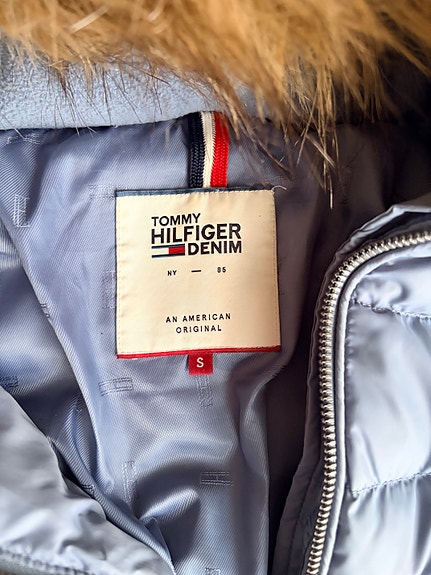 TOMMY
HILFIGER
DENIM
NY — 85
AN AMERICAN
ORIGINAL
S